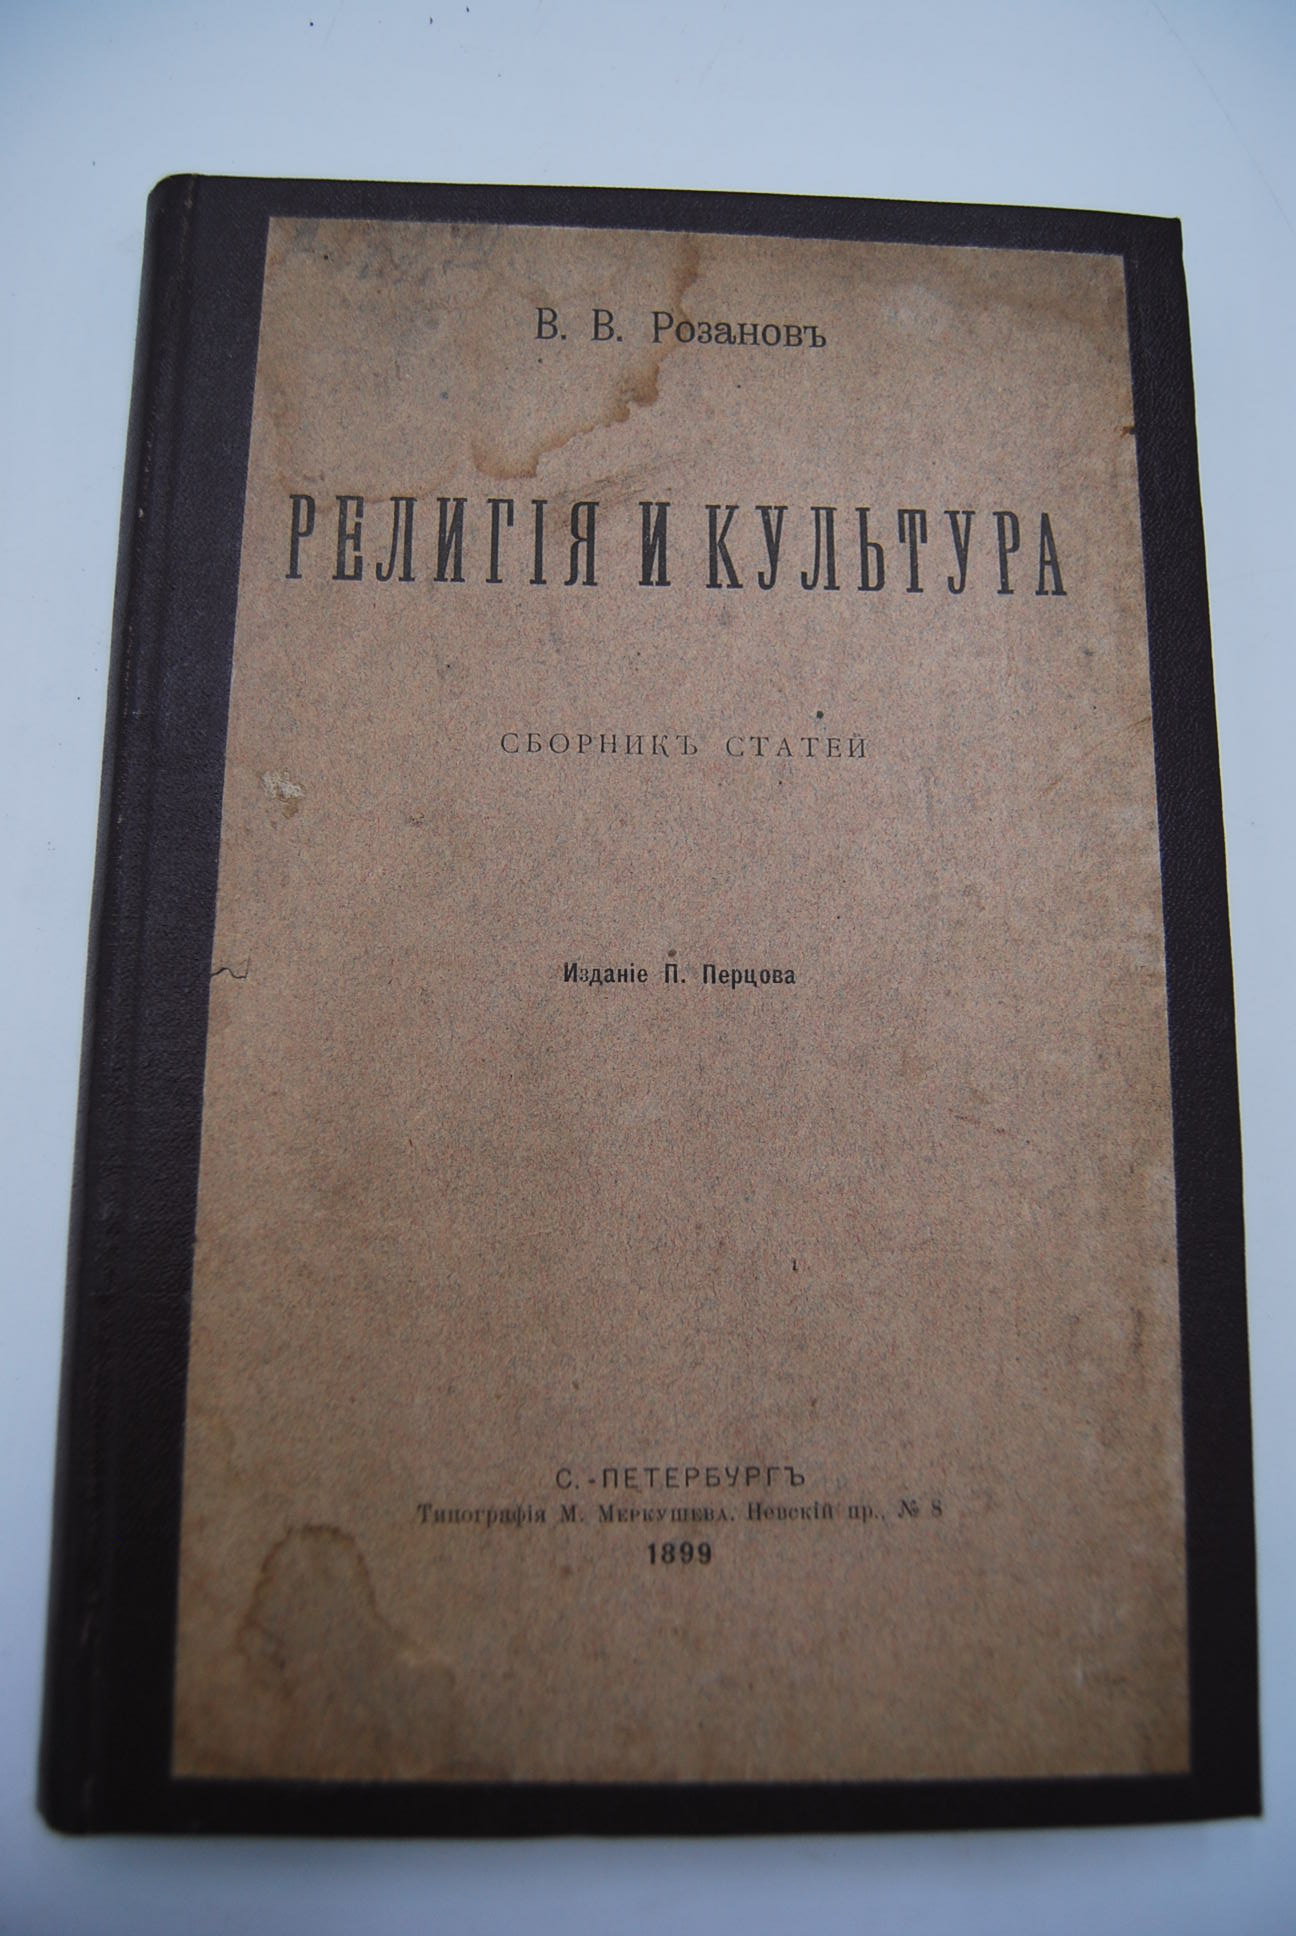 В. В. Розановъ
РЕЛИГІЯ И КУЛЬТУРА
СБОРНИКЪ СТАТЕЙ
Изданіе П. Перцова
С.-ПЕТЕРБУРГЪ
Типографія М. Меркушева. Невскій пр., № 8
1899